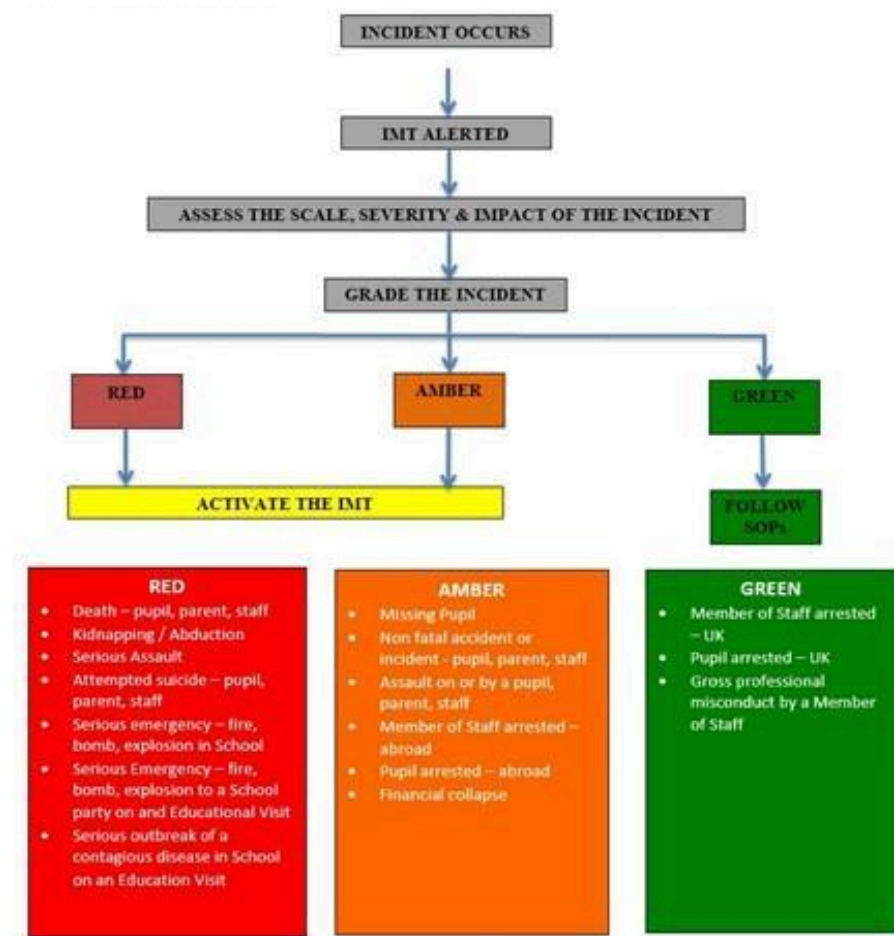 INCIDENT OCCURS
IMT ALERTED
ASSESS THE SCALE, SEVERITY & IMPACT OF THE INCIDENT
GRADE THE INCIDENT
RED
AMBER
GREEN
ACTIVATE THE IMT
FOLLOW
SOPs
RED
• Death – pupil, parent, staff
• Kidnapping / Abduction
• Serious Assault
• Attempted suicide – pupil,
parent, staff
• Serious emergency – fire,
bomb, explosion in School
• Serious Emergency – fire,
bomb, explosion to a School
party on and Educational Visit
• Serious outbreak of a
contagious disease in School
on an Education Visit
AMBER
• Missing Pupil
• Non fatal accident or
incident - pupil, parent, staff
• Assault on or by a pupil,
parent, staff
• Member of Staff arrested –
abroad
• Pupil arrested – abroad
• Financial collapse
GREEN
• Member of Staff arrested
– UK
• Pupil arrested – UK
• Gross professional
misconduct by a Member
of Staff